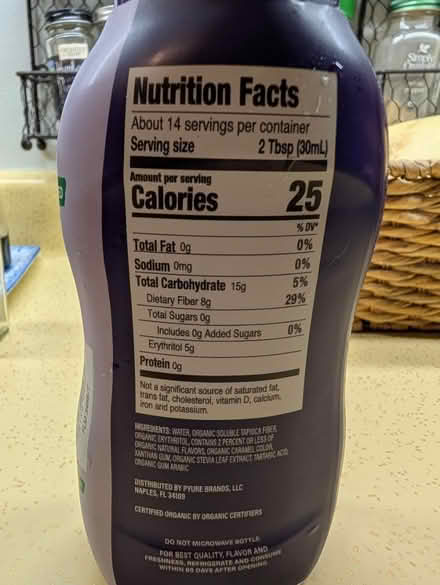 Nutrition Facts
About 14 servings per container
Serving size 2 Tbsp (30mL)
Amount per serving
Calories 25
% DV*
Total Fat 0g 0%
Sodium 0mg 0%
Total Carbohydrate 15g 5%
Dietary Fiber 8g 29%
Total Sugars 0g
Includes 0g Added Sugars 0%
Erythritol 5g
Protein 0g
Not a significant source of saturated fat,
trans fat, cholesterol, vitamin D, calcium,
iron and potassium.
INGREDIENTS: WATER, ORGANIC SOLUBLE TAPIOCA FIBER,
ORGANIC ERYTHRITOL, CONTAINS 2 PERCENT OR LESS OF
ORGANIC NATURAL FLAVORS, ORGANIC CARAMEL COLOR,
XANTHAN GUM, ORGANIC STEVIA LEAF EXTRACT, TARTARIC ACID,
ORGANIC GUM ARABIC
DISTRIBUTED BY PYURE BRANDS, LLC
NAPLES, FL 34109
CERTIFIED ORGANIC BY ORGANIC CERTIFIERS
DO NOT MICROWAVE BOTTLE
FOR BEST QUALITY, FLAVOR AND
FRESHNESS, REFRIGERATE AND CONSUME
WITHIN 65 DAYS AFTER OPENING.
Simply